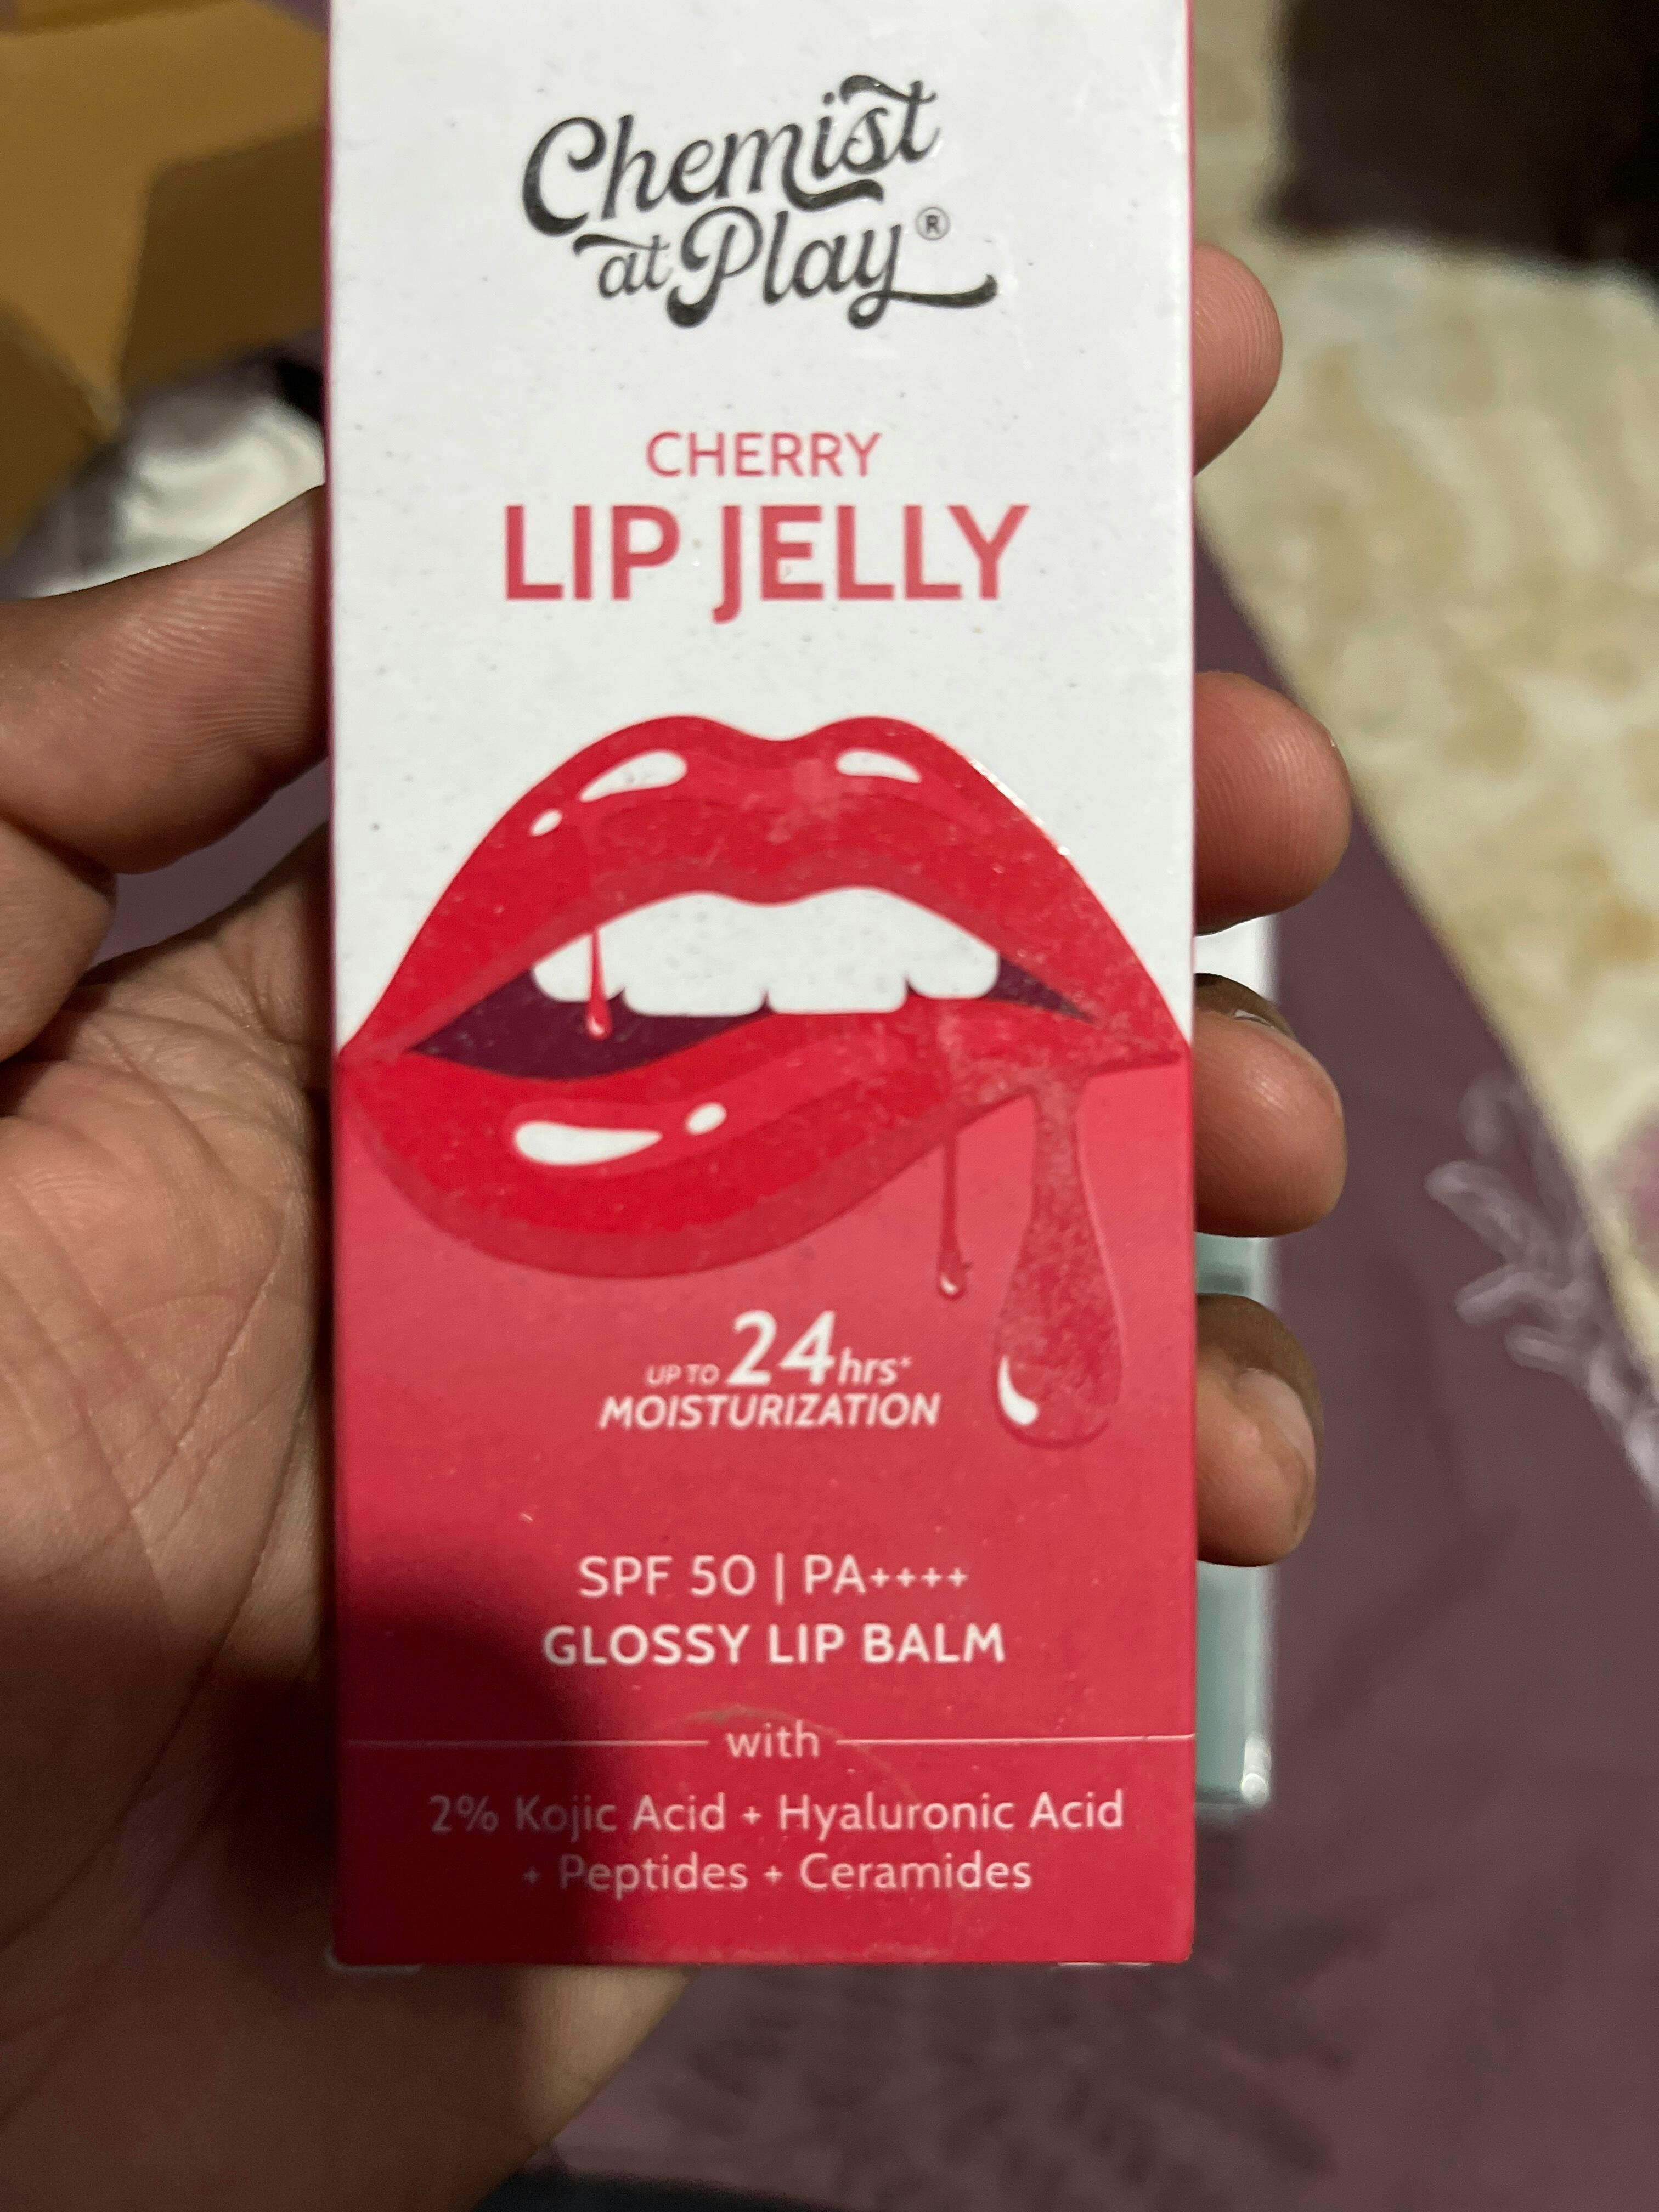 Chemist
at Play®
CHERRY
LIP JELLY
UP TO 24hrs*
MOISTURIZATION
SPF 50 | PA++++
GLOSSY LIP BALM
with
2% Kojic Acid + Hyaluronic Acid
+ Peptides + Ceramides